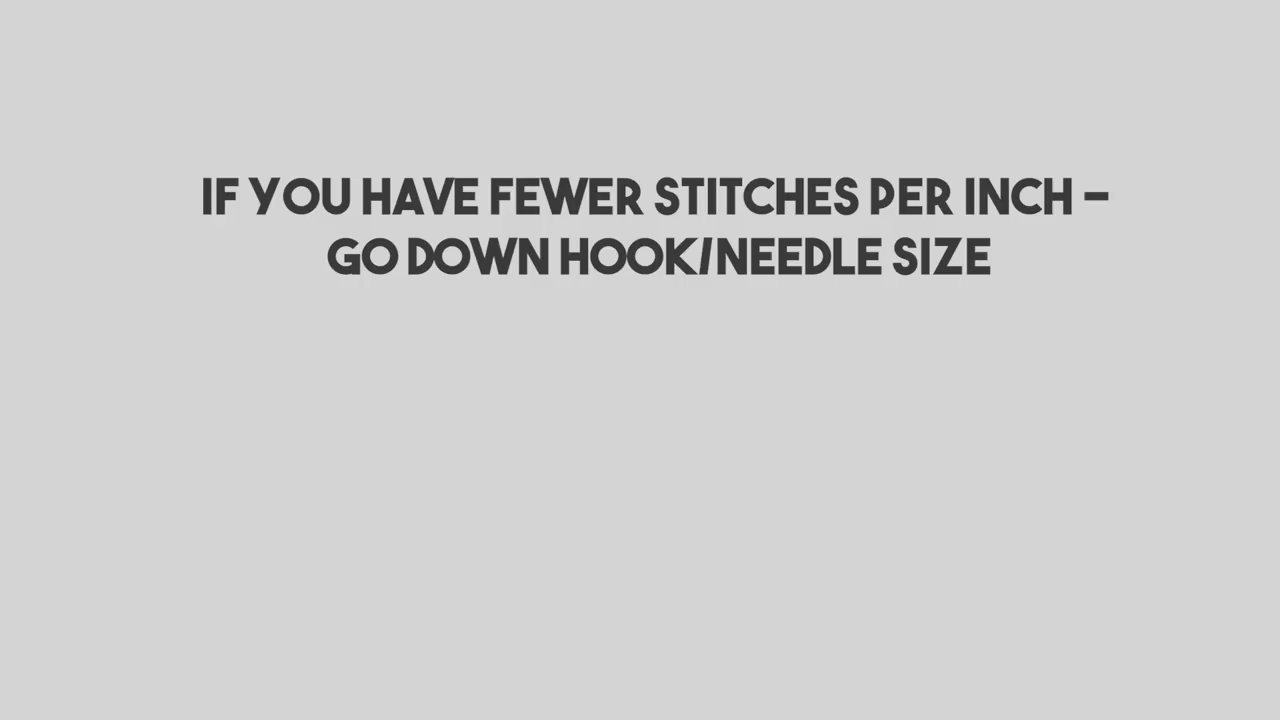 IF YOU HAVE FEWER STITCHES PER INCH –
GO DOWN HOOK/NEEDLE SIZE